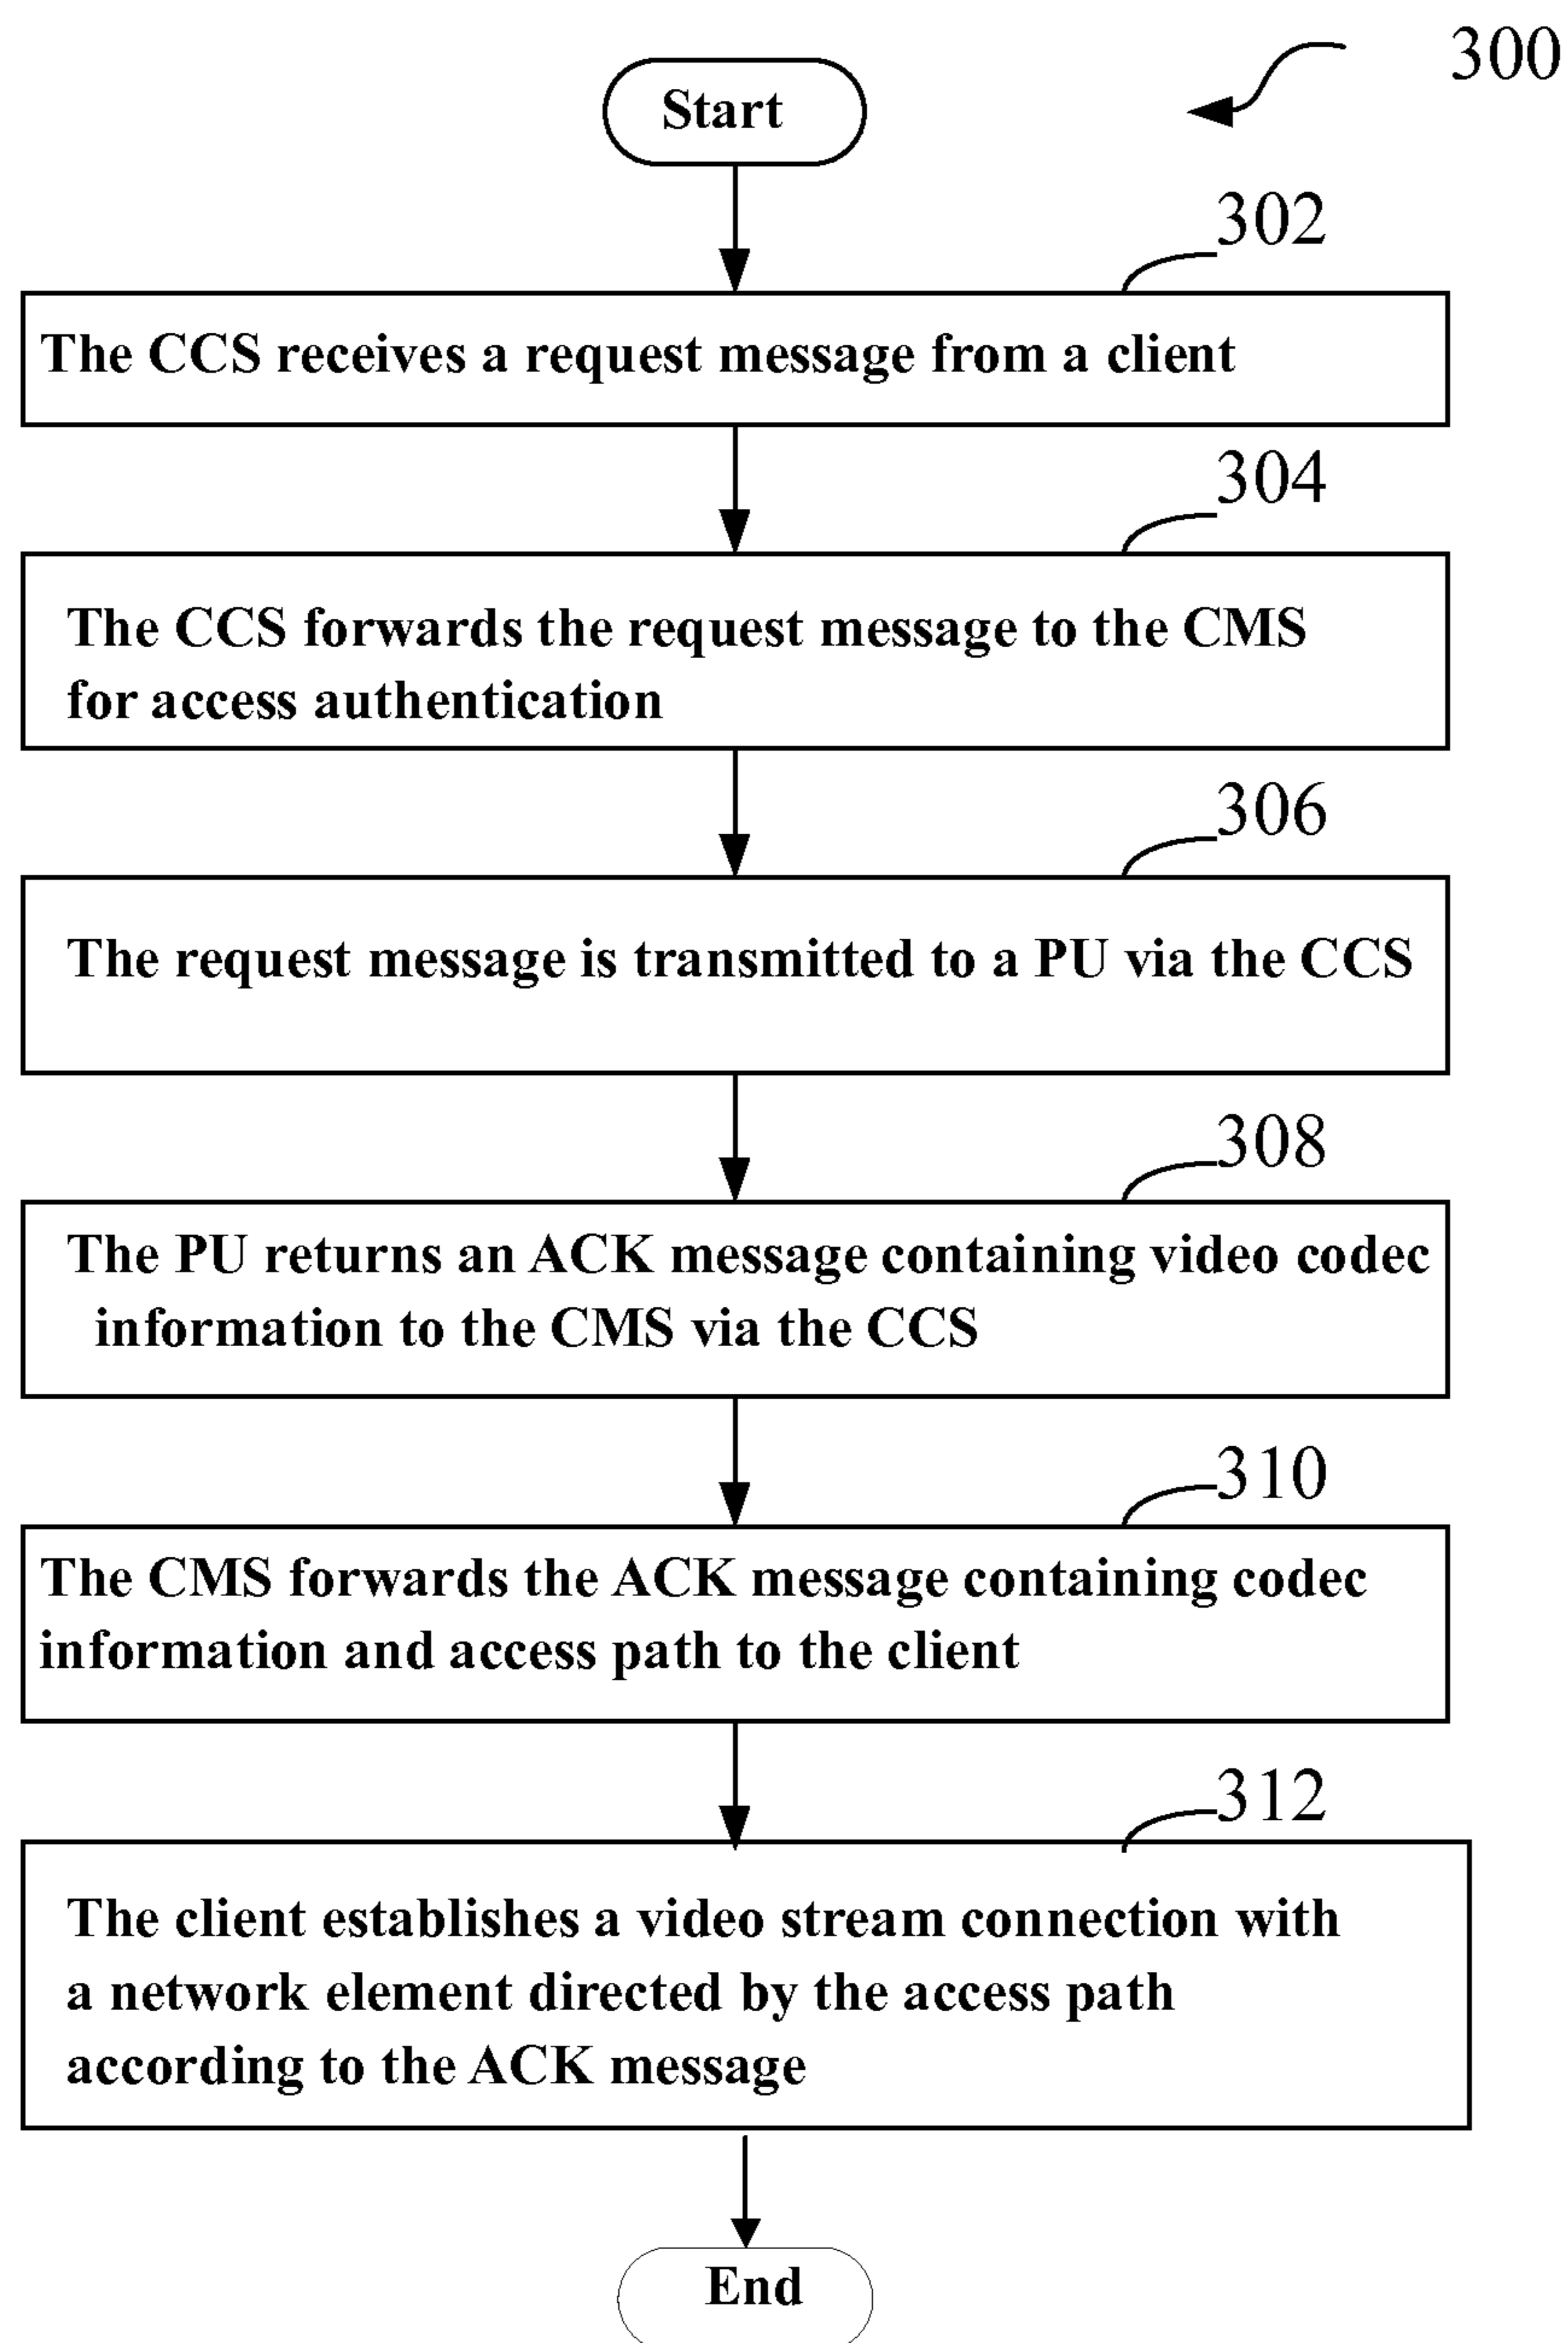 300
Start
302
The CCS receives a request message from a client
304
The CCS forwards the request message to the CMS
for access authentication
306
The request message is transmitted to a PU via the CCS
308
The PU returns an ACK message containing video codec
information to the CMS via the CCS
310
The CMS forwards the ACK message containing codec
information and access path to the client
312
The client establishes a video stream connection with
a network element directed by the access path
according to the ACK message
End